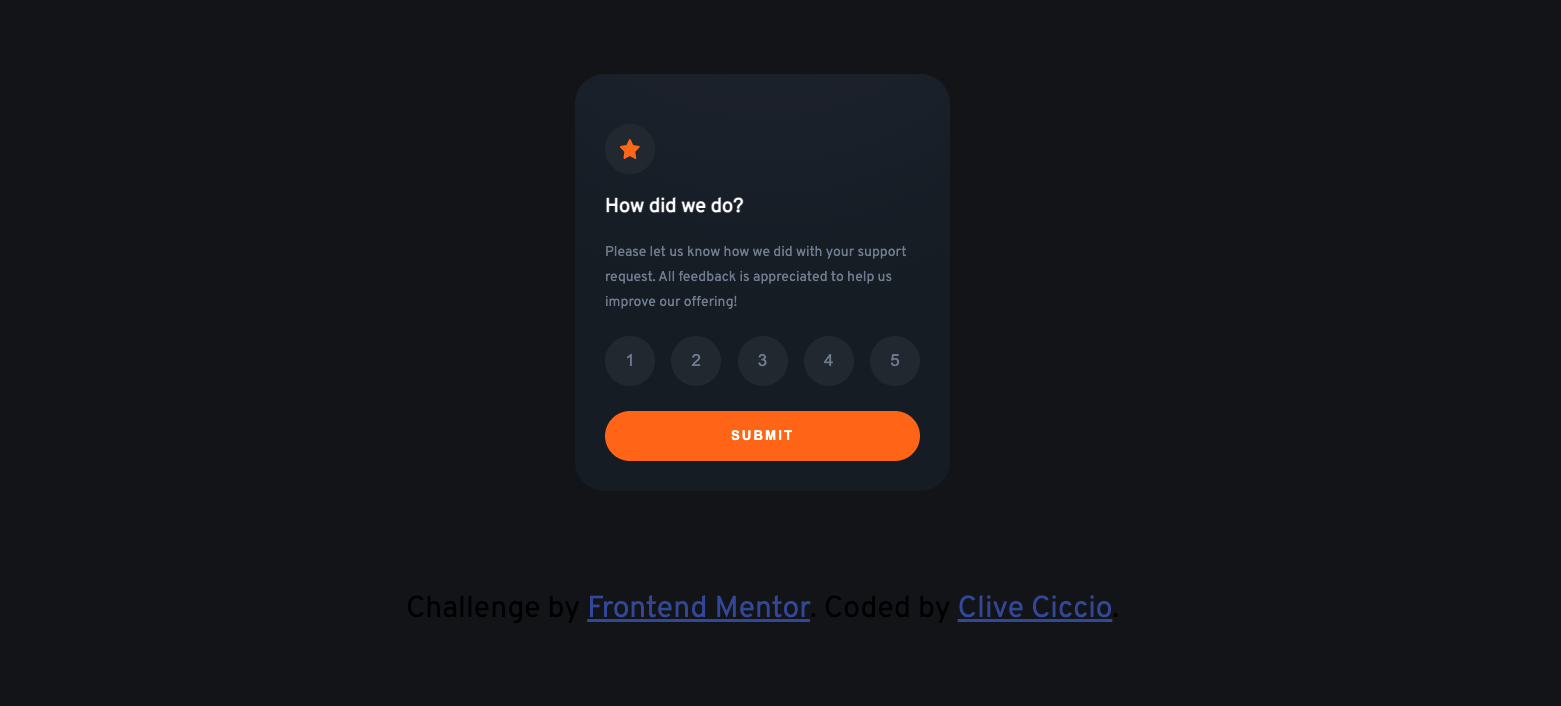 How did we do?
Please let us know how we did with your support
request. All feedback is appreciated to help us
improve our offering!
1 2 3 4 5
SUBMIT
Challenge by Frontend Mentor. Coded by Clive Ciccio.